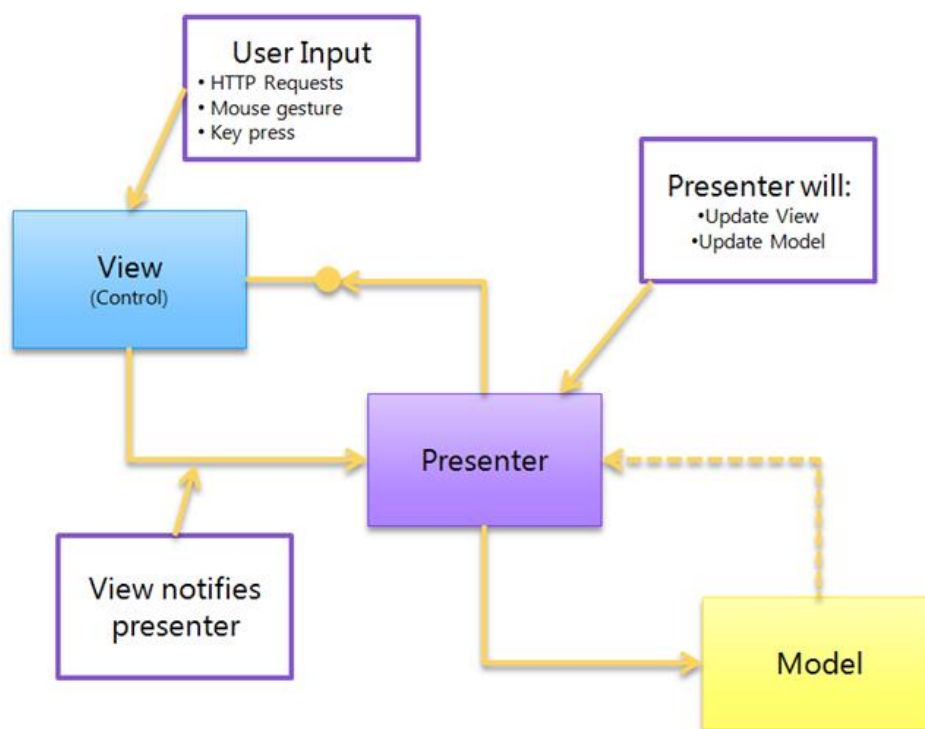 User Input
• HTTP Requests
• Mouse gesture
• Key press
Presenter will:
•Update View
•Update Model
View
(Control)
Presenter
View notifies
presenter
Model